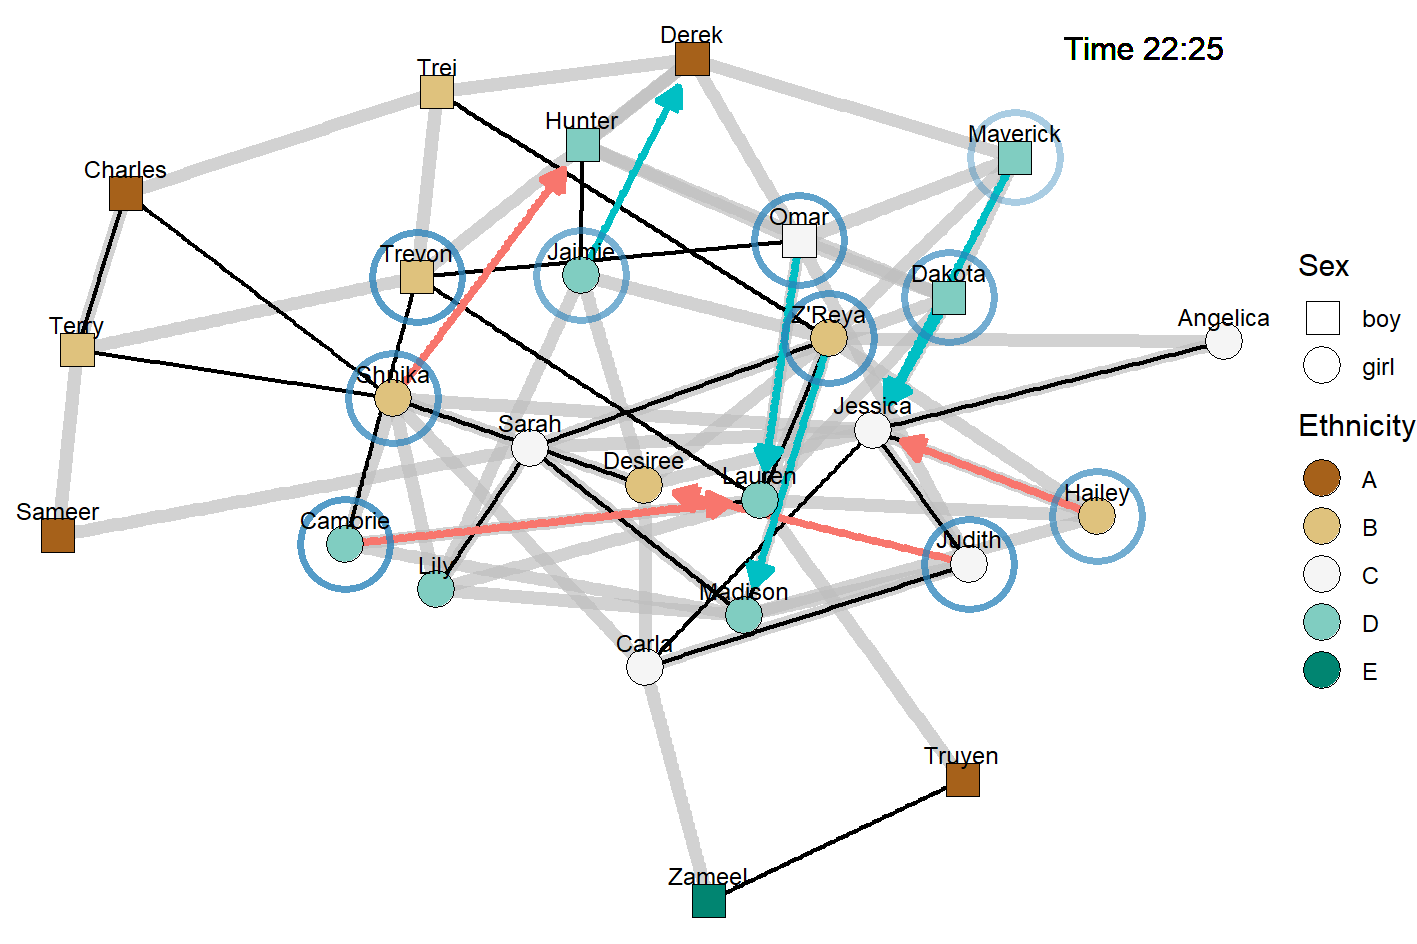 Derek
Time 22:25
Trei
Hunter
Maverick
Charles
Omar
Trevon
Jaimie
Dakota
Z'Reya
Angelica
Terry
Shnika
Jessica
Sarah
Desiree
Lauren
Hailey
Sameer
Camorie
Judith
Lily
Madison
Carla
Truyen
Zameel
Sex
boy
girl
Ethnicity
A
B
C
D
E